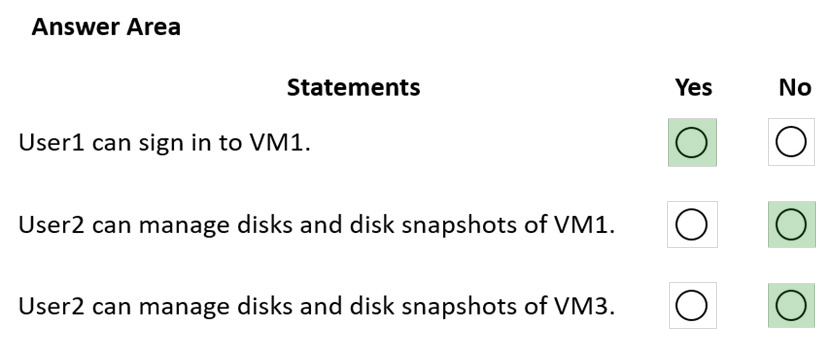 Answer Area
Statements Yes No
User1 can sign in to VM1.
User2 can manage disks and disk snapshots of VM1.
User2 can manage disks and disk snapshots of VM3.